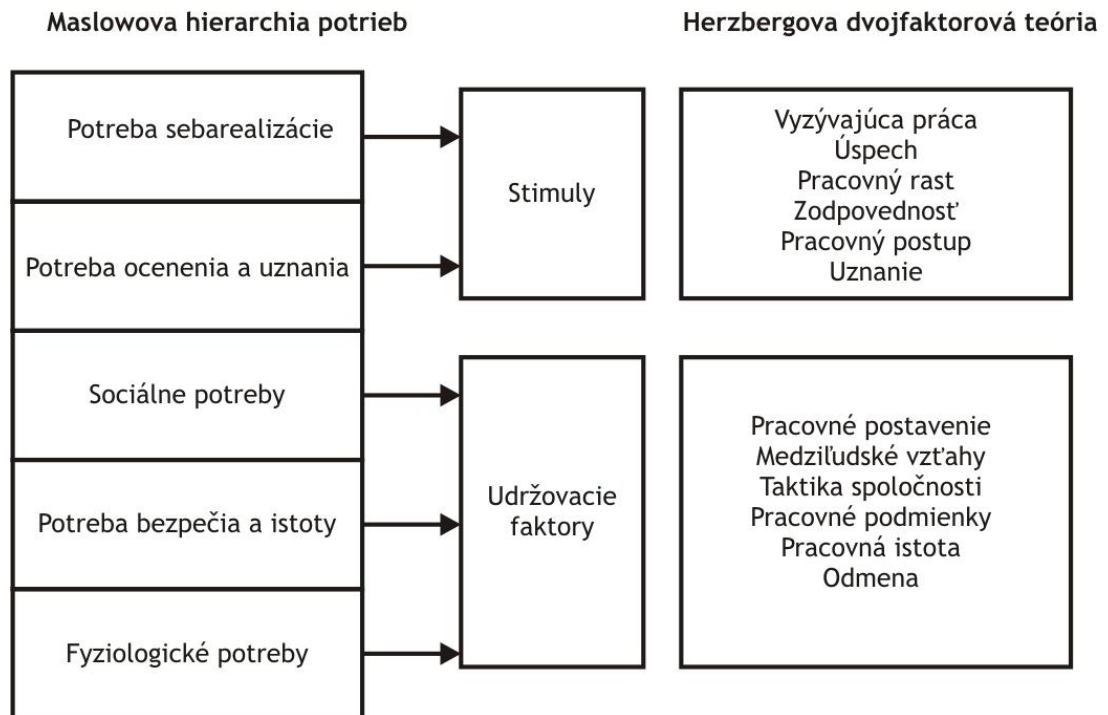 Maslowova hierarchia potrieb
Herzbergova dvojfaktorová teória
Potreba sebarealizácie
Potreba ocenenia a uznania
Sociálne potreby
Potreba bezpečia a istoty
Fyziologické potreby
Stimuly
Udržovacie
faktory
Vyzývajúca práca
Úspech
Pracovný rast
Zodpovednosť
Pracovný postup
Uznanie
Pracovné postavenie
Medziľudské vzťahy
Taktika spoločnosti
Pracovné podmienky
Pracovná istota
Odmena